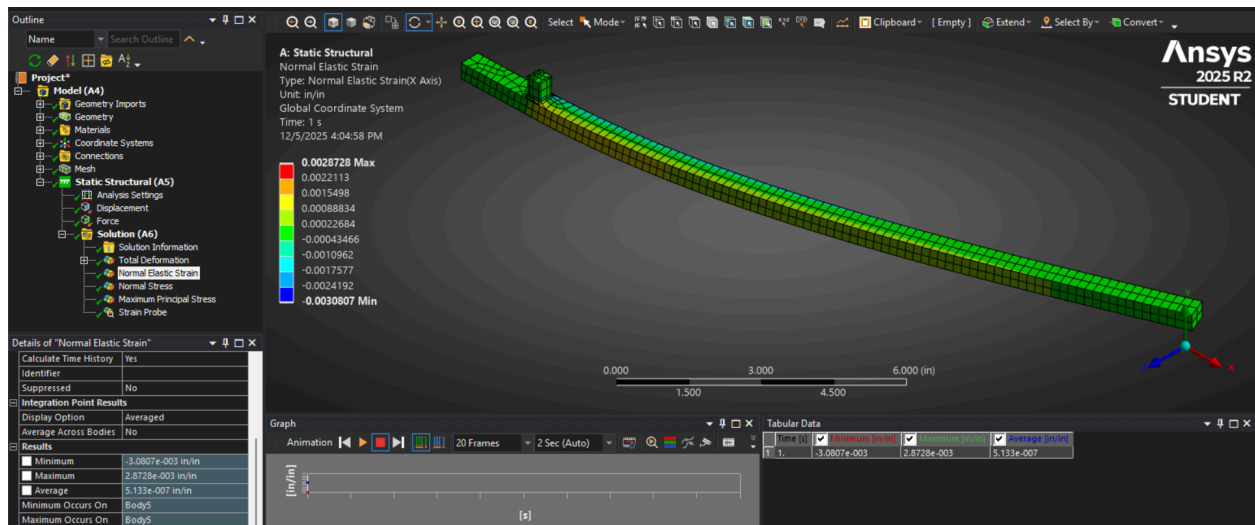 Outline
Name
Search Outline
Project*
Model (A4)
Geometry Imports
Geometry
Materials
Coordinate Systems
Connections
Mesh
Static Structural (A5)
Analysis Settings
Displacement
Force
Solution (A6)
Solution Information
Total Deformation
Normal Elastic Strain
Normal Stress
Maximum Principal Stress
Strain Probe
Details of "Normal Elastic Strain"
Calculate Time History Yes
Identifier
Suppressed No
Integration Point Results
Display Option Averaged
Average Across Bodies No
Results
Minimum -3.0807e-003 in/in
Maximum 2.8728e-003 in/in
Average 5.133e-007 in/in
Minimum Occurs On Body5
Maximum Occurs On Body5
Select Mode Clipboard [ Empty ] Extend Select By Convert
A: Static Structural
Normal Elastic Strain
Type: Normal Elastic Strain(X Axis)
Unit: in/in
Global Coordinate System
Time: 1 s
12/5/2025 4:04:58 PM
0.0028728 Max
0.0022113
0.0015498
0.00088834
0.00022684
-0.00043466
-0.0010962
-0.0017577
-0.0024192
-0.0030807 Min
Ansys
2025 R2
STUDENT
0.000 3.000 6.000 (in)
1.500 4.500
Y
Z
X
Graph
Animation 20 Frames 2 Sec (Auto)
[in/in]
[s]
Tabular Data
Time [s] Minimum [in/in] Maximum [in/in] Average [in/in]
1 1. -3.0807e-003 2.8728e-003 5.133e-007